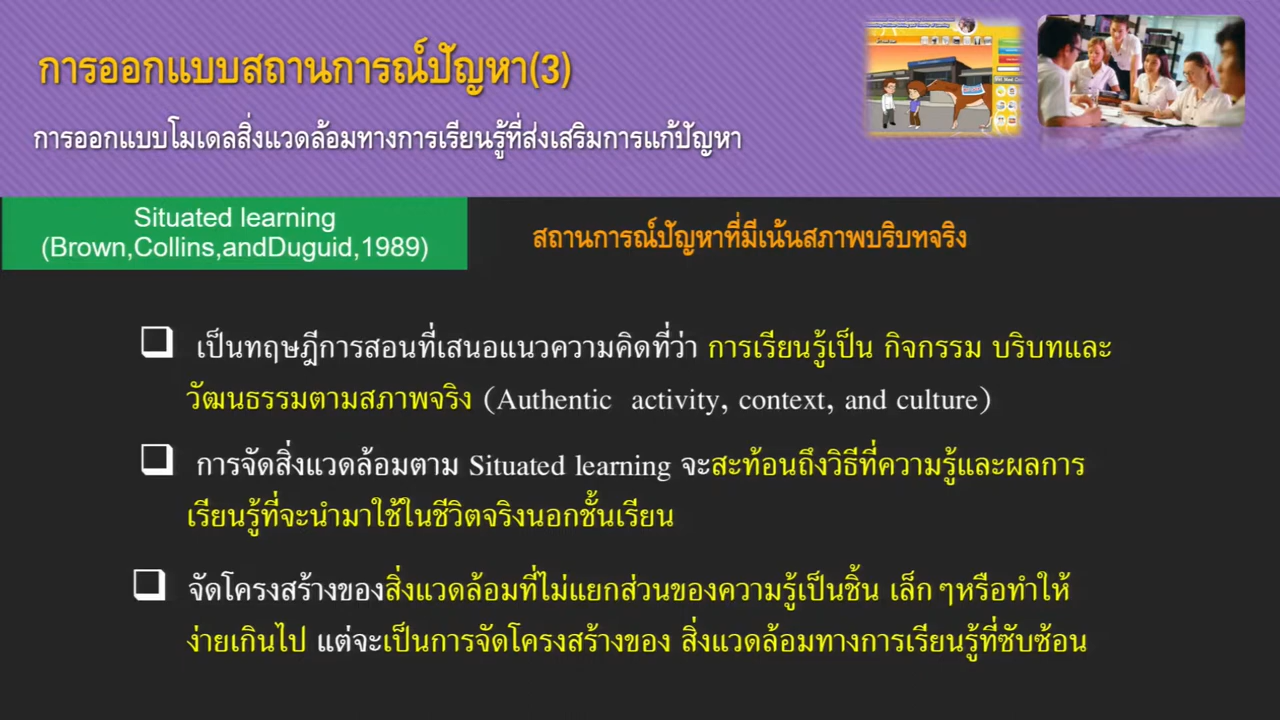 การออกแบบสถานการณ์ปัญหา(3)
การออกแบบโมเดลสิ่งแวดล้อมทางการเรียนรู้ที่ส่งเสริมการแก้ปัญหา
Situated learning
(Brown,Collins,andDuguid,1989)
สถานการณ์ปัญหาที่มีเน้นสภาพบริบทจริง
เป็นทฤษฎีการสอนที่เสนอแนวความคิดที่ว่า การเรียนรู้เป็น กิจกรรม บริบทและ
วัฒนธรรมตามสภาพจริง (Authentic activity, context, and culture)
การจัดสิ่งแวดล้อมตาม Situated learning จะสะท้อนถึงวิธีที่ความรู้และผลการ
เรียนรู้ที่จะนำมาใช้ในชีวิตจริงนอกชั้นเรียน
จัดโครงสร้างของสิ่งแวดล้อมที่ไม่แยกส่วนของความรู้เป็นชิ้น เล็ก ๆหรือทำให้
ง่ายเกินไป แต่จะเป็นการจัดโครงสร้างของ สิ่งแวดล้อมทางการเรียนรู้ที่ซับซ้อน